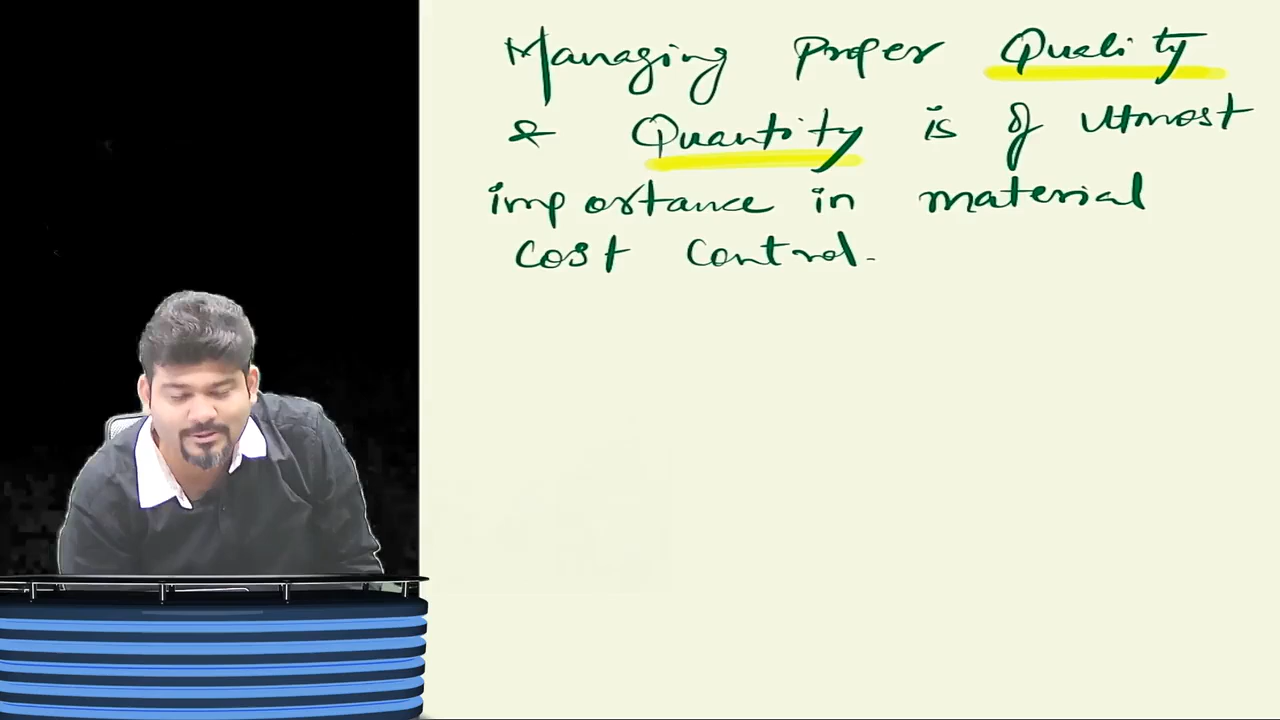 Managing Proper Quality
& Quantity is of utmost
importance in material
cost control.